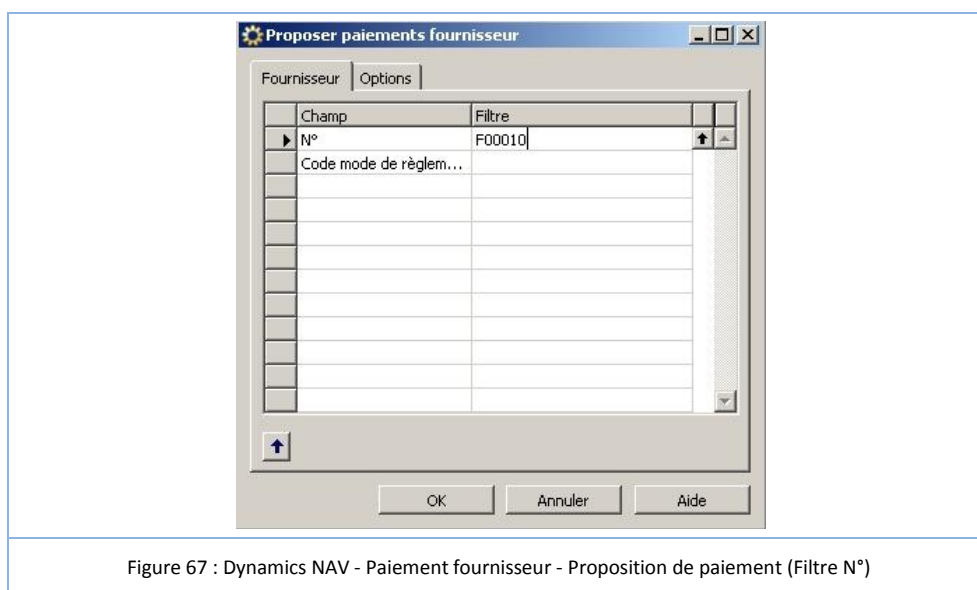 Proposer paiements fournisseur
Fournisseur Options
Champ Filtre
N° F00010
Code mode de règlem...
OK Annuler Aide
Figure 67 : Dynamics NAV - Paiement fournisseur - Proposition de paiement (Filtre N°)